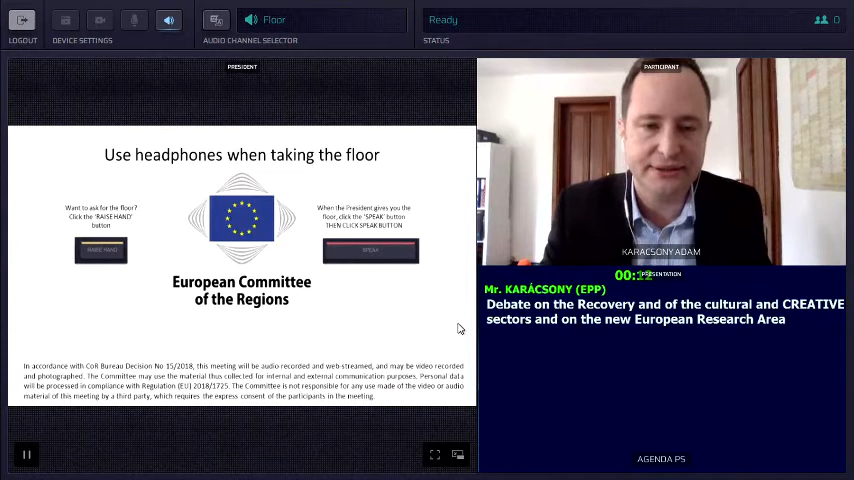 Floor
Ready
0
LOGOUT
DEVICE SETTINGS
AUDIO CHANNEL SELECTOR
STATUS
PRESIDENT
PARTICIPANT
Use headphones when taking the floor
Want to ask for the floor?
Click the 'RAISE HAND'
button
RAISE HAND
When the President gives you the
floor, click the 'SPEAK' button
THEN CLICK SPEAK BUTTON
SPEAK
European Committee
of the Regions
In accordance with CoR Bureau Decision No 15/2018, this meeting will be audio recorded and web-streamed, and may be video recorded
and photographed. The Committee may use the material thus collected for internal and external communication purposes. Personal data
will be processed in compliance with Regulation (EU) 2018/1725. The Committee is not responsible for any use made of the video or audio
material of this meeting by a third party, which requires the express consent of the participants in the meeting.
KARACSONY ADAM
PRESENTATION
Mr. KARÁCSONY (EPP)
Debate on the Recovery and of the cultural and CREATIVE
sectors and on the new European Research Area
AGENDA PS